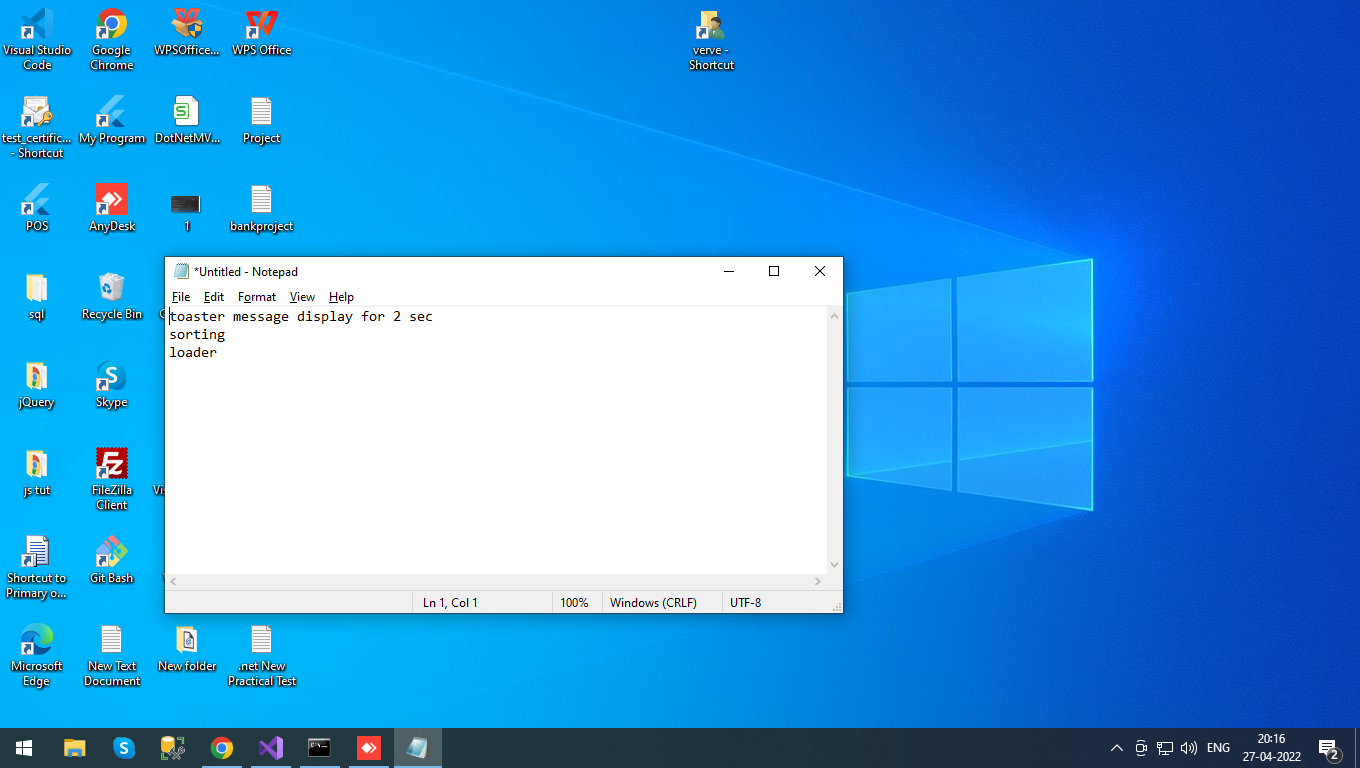 Visual Studio
Code
Google
Chrome
WPSOffice...
WPS Office
verve -
Shortcut
test_certific...
- Shortcut
My Program
DotNetMV...
Project
POS
AnyDesk
1
bankproject
sql
Recycle Bin
jQuery
Skype
js tut
FileZilla
Client
Shortcut to
Primary o...
Git Bash
Microsoft
Edge
New Text
Document
New folder
.net New
Practical Test
*Untitled - Notepad
File Edit Format View Help
toaster message display for 2 sec
sorting
loader
Ln 1, Col 1 100% Windows (CRLF) UTF-8
ENG
20:16
27-04-2022
2